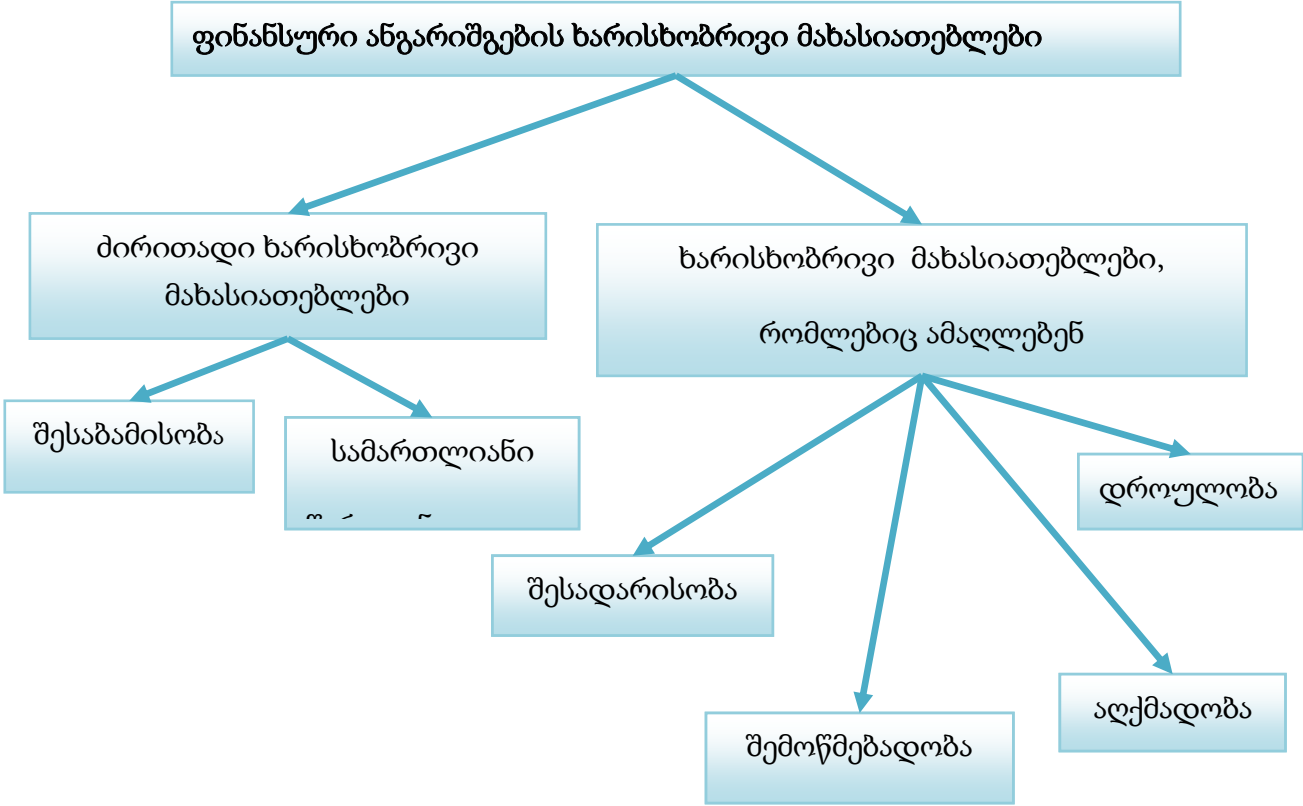 ფინანსური ანგარიშგების ხარისხობრივი მახასიათებლები
ძირითადი ხარისხობრივი
მახასიათებლები
ხარისხობრივი მახასიათებლები,
რომლებიც ამაღლებენ
შესაბამისობა
სამართლიანი
დროულობა
შესადარისობა
აღქმადობა
შემოწმებადობა